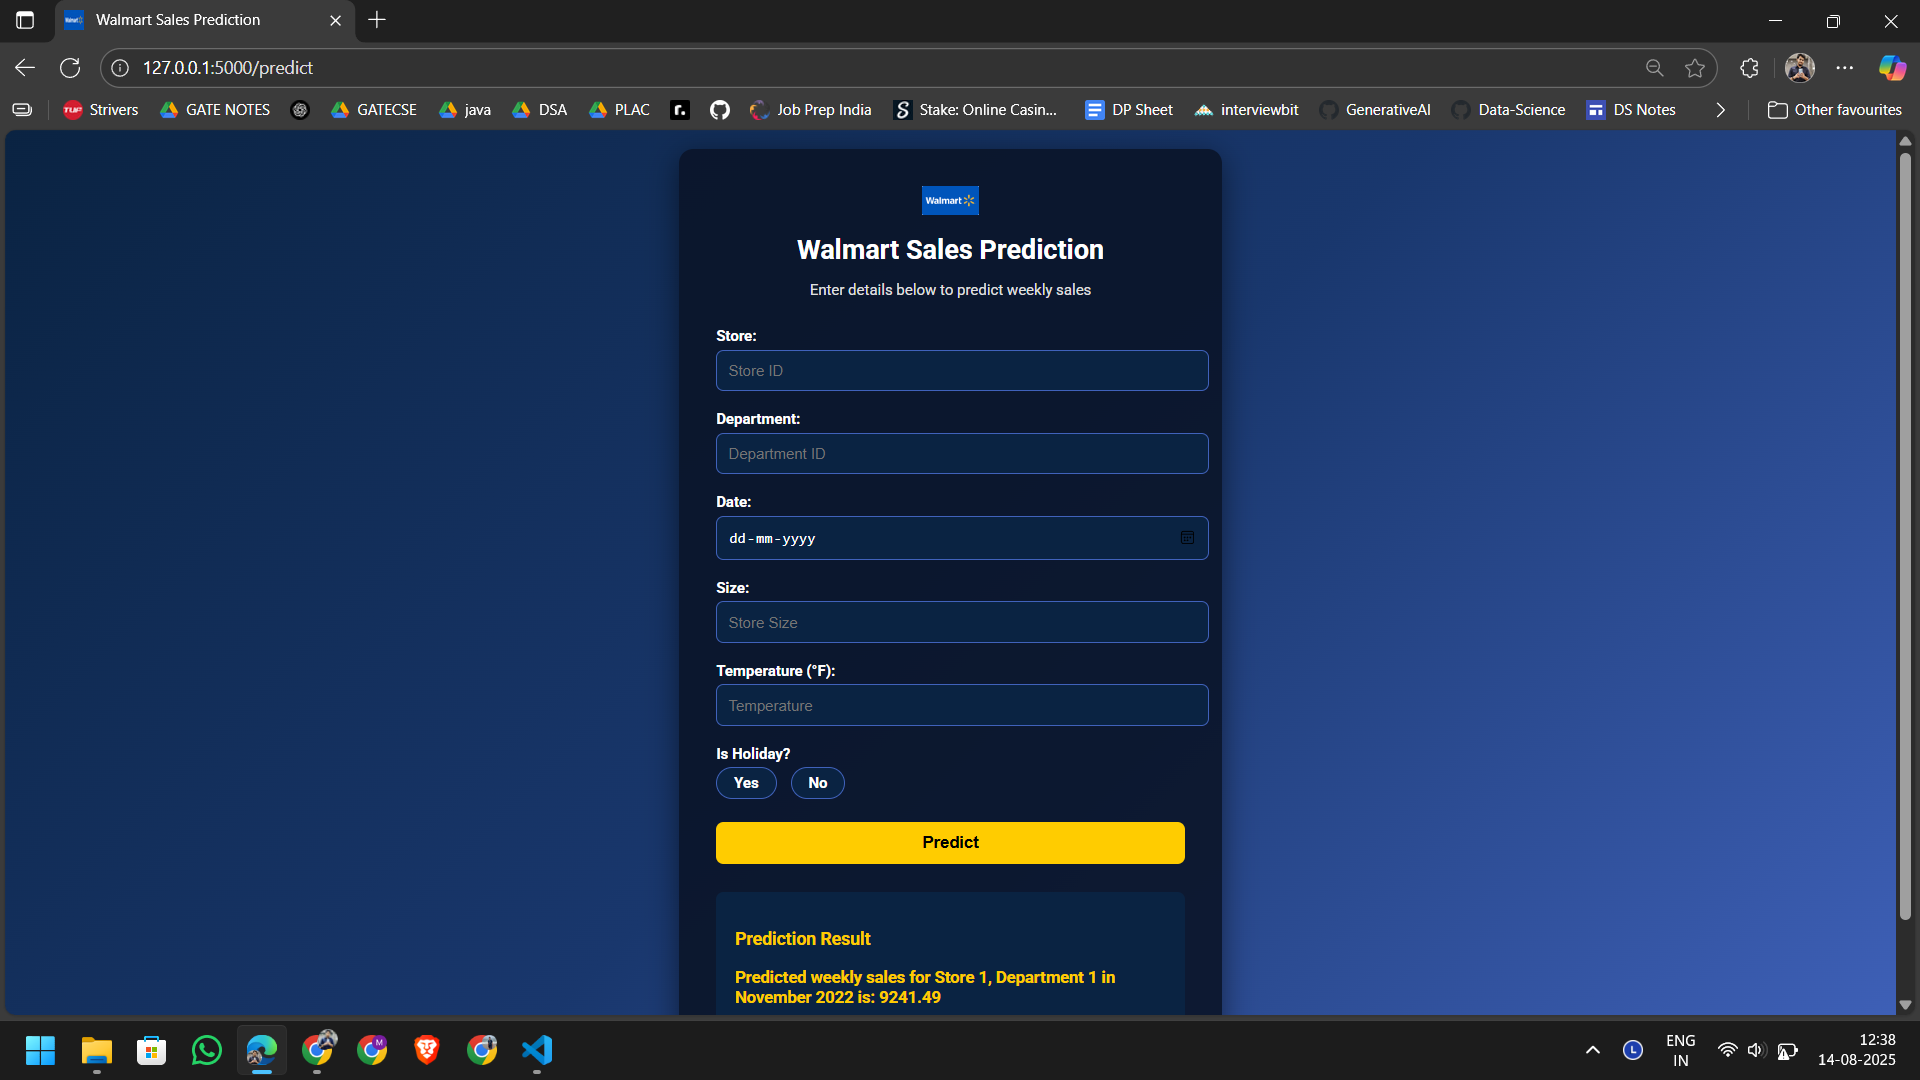 Walmart Sales Prediction
127.0.0.1:5000/predict
Strivers
GATE NOTES
GATECSE
java
DSA
PLAC
Job Prep India
Stake: Online Casin...
DP Sheet
interviewbit
GenerativeAI
Data-Science
DS Notes
Other favourites
Walmart
Walmart Sales Prediction
Enter details below to predict weekly sales
Store:
Store ID
Department:
Department ID
Date:
dd-mm-yyyy
Size:
Store Size
Temperature (°F):
Temperature
Is Holiday?
Yes
No
Predict
Prediction Result
Predicted weekly sales for Store 1, Department 1 in
November 2022 is: 9241.49
M
L
ENG
IN
12:38
14-08-2025